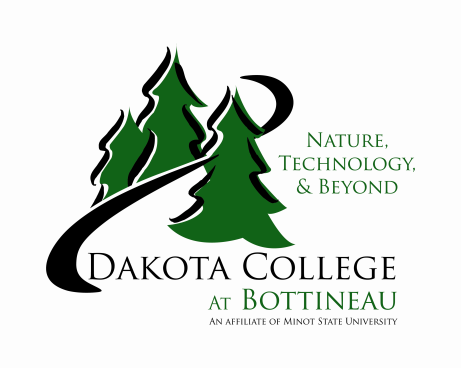 Nature,
Technology,
& Beyond
Dakota College
at Bottineau
An affiliate of Minot State University